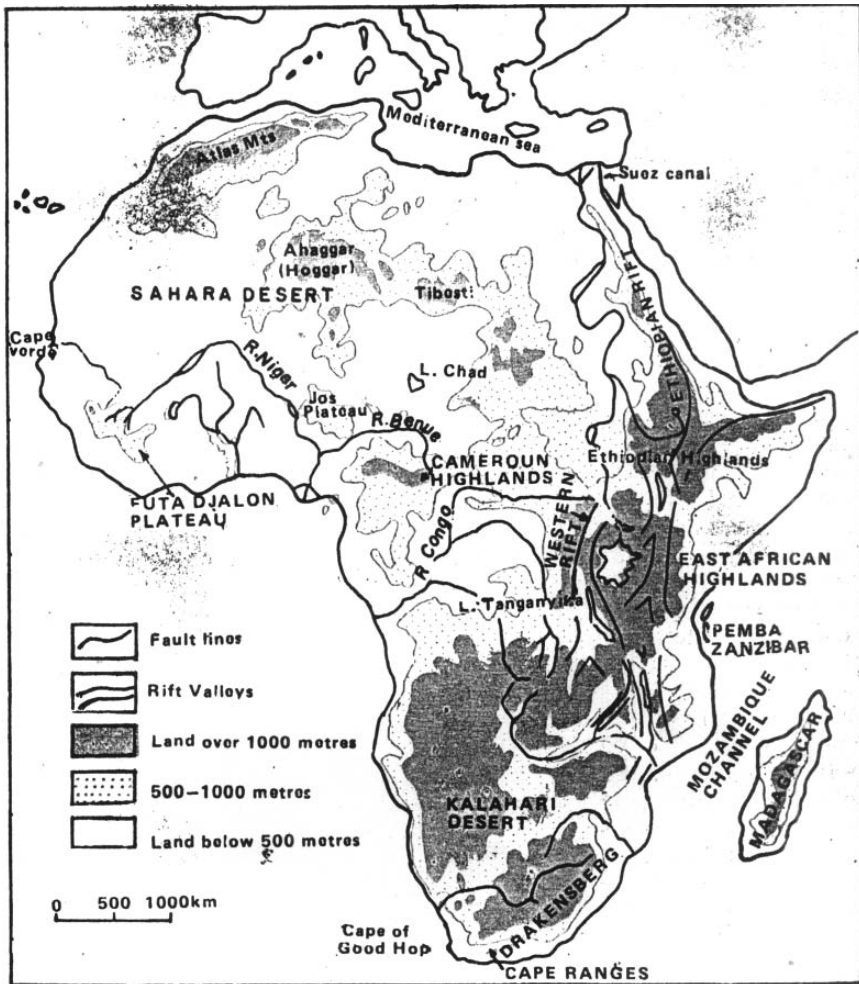 Mediterranean sea
Atlas Mts
Suez canal
Ahaggar
(Hoggar)
SAHARA DESERT
Tibosti
ETHIOPIAN RIFT
Cape
verde
R.Niger
L. Chad
Jos
Plateau
R.Benue
Ethiopian Highlands
CAMEROUN
HIGHLANDS
FUTA DJALON
PLATEAU
WESTERN
RIFT
R Congo
EAST AFRICAN
HIGHLANDS
L. Tanganyika
PEMBA
ZANZIBAR
Fault lines
Rift Valleys
Land over 1000 metres
500–1000 metres
Land below 500 metres
MOZAMBIQUE
CHANNEL
MADAGASCAR
KALAHARI
DESERT
0 500 1000km
DRAKENSBERG
Cape of
Good Hop
CAPE RANGES